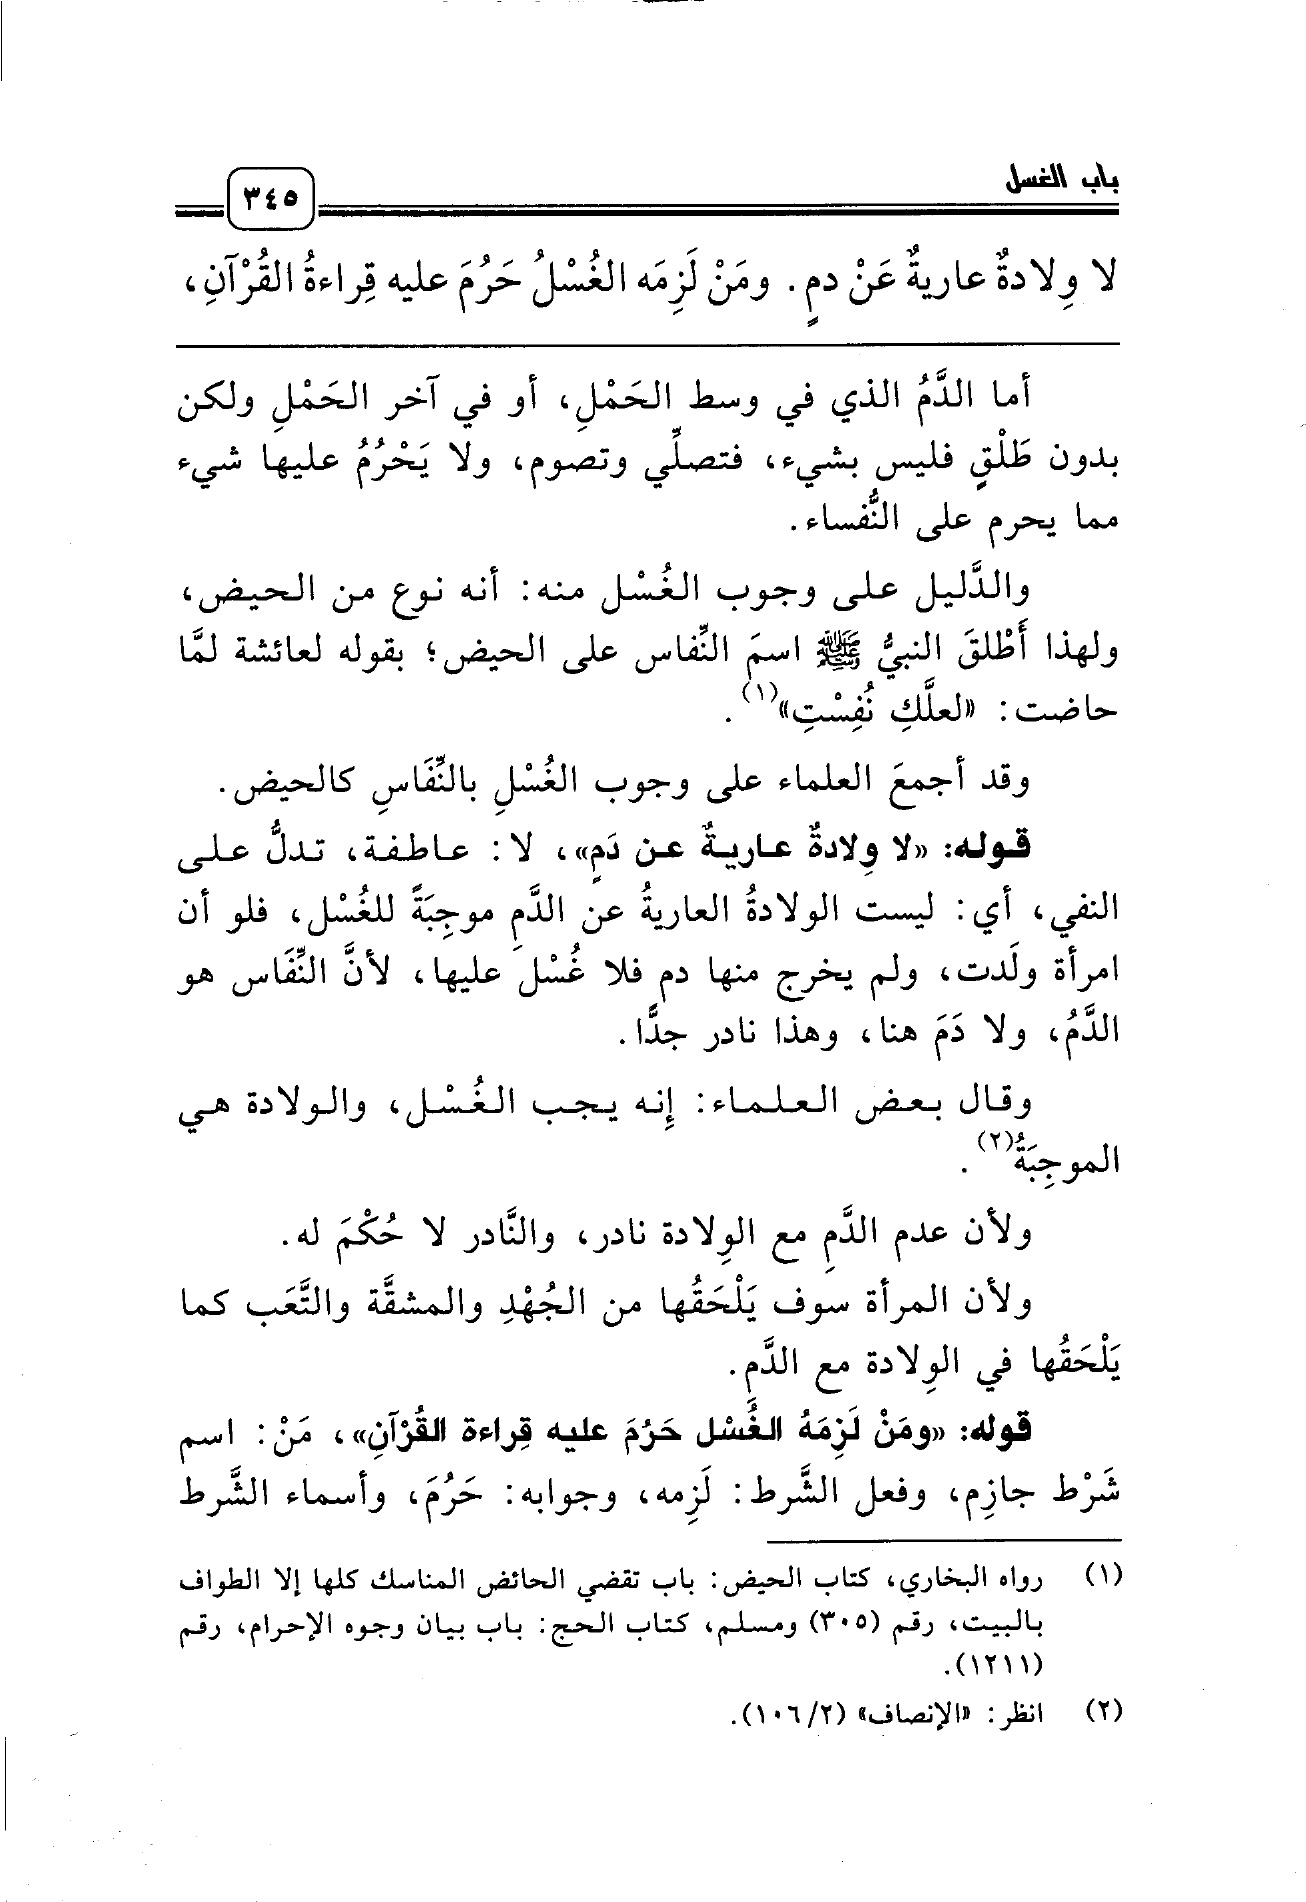 باب الغسل
٣٤٥
لا وِلادةٌ عاريةٌ عَنْ دمٍ. ومَنْ لَزِمَه الغُسْلُ حَرُمَ عليه قِراءةُ القُرْآنِ،
أما الدَّمُ الذي في وسط الحَمْلِ، أو في آخر الحَمْلِ ولكن
بدون طَلْقٍ فليس بشيء، فتصلِّي وتصوم، ولا يَحْرُمُ عليها شيء
مما يحرم على النُّفساء.
والدَّليل على وجوب الغُسْل منه: أنه نوع من الحيض،
ولهذا أَطْلقَ النبيُّ ﷺ اسمَ النِّفاس على الحيض؛ بقوله لعائشة لمَّا
حاضت: «لعلَّكِ نُفِسْتِ»(١).
وقد أجمعَ العلماء على وجوب الغُسْلِ بالنِّفَاسِ كالحيض.
قوله: «لا وِلادةٌ عاريةٌ عن دَمٍ»، لا: عاطفة، تدلُّ على
النفي، أي: ليست الولادةُ العاريةُ عن الدَّمِ موجِبَةً للغُسْل، فلو أن
امرأة ولَدت، ولم يخرج منها دم فلا غُسْلَ عليها، لأنَّ النِّفَاس هو
الدَّمُ، ولا دَمَ هنا، وهذا نادر جدًّا.
وقال بعض العلماء: إِنه يجب الغُسْل، والولادة هي
الموجِبَةُ(٢).
ولأن عدم الدَّمِ مع الوِلادة نادر، والنَّادر لا حُكْمَ له.
ولأن المرأة سوف يَلْحَقُها من الجُهْدِ والمشقَّة والتَّعَب كما
يَلْحَقُها في الوِلادة مع الدَّم.
قوله: «ومَنْ لَزِمَهُ الغُسْل حَرُمَ عليه قِراءة القُرْآنِ»، مَنْ: اسم
شَرْط جازِم، وفعل الشَّرط: لَزِمه، وجوابه: حَرُمَ، وأسماء الشَّرط
(١) رواه البخاري، كتاب الحيض: باب تقضي الحائض المناسك كلها إلا الطواف
بالبيت، رقم (٣٠٥) ومسلم، كتاب الحج: باب بيان وجوه الإحرام، رقم
(١٢١١).
(٢) انظر: «الإنصاف» (١٠٦/٢).